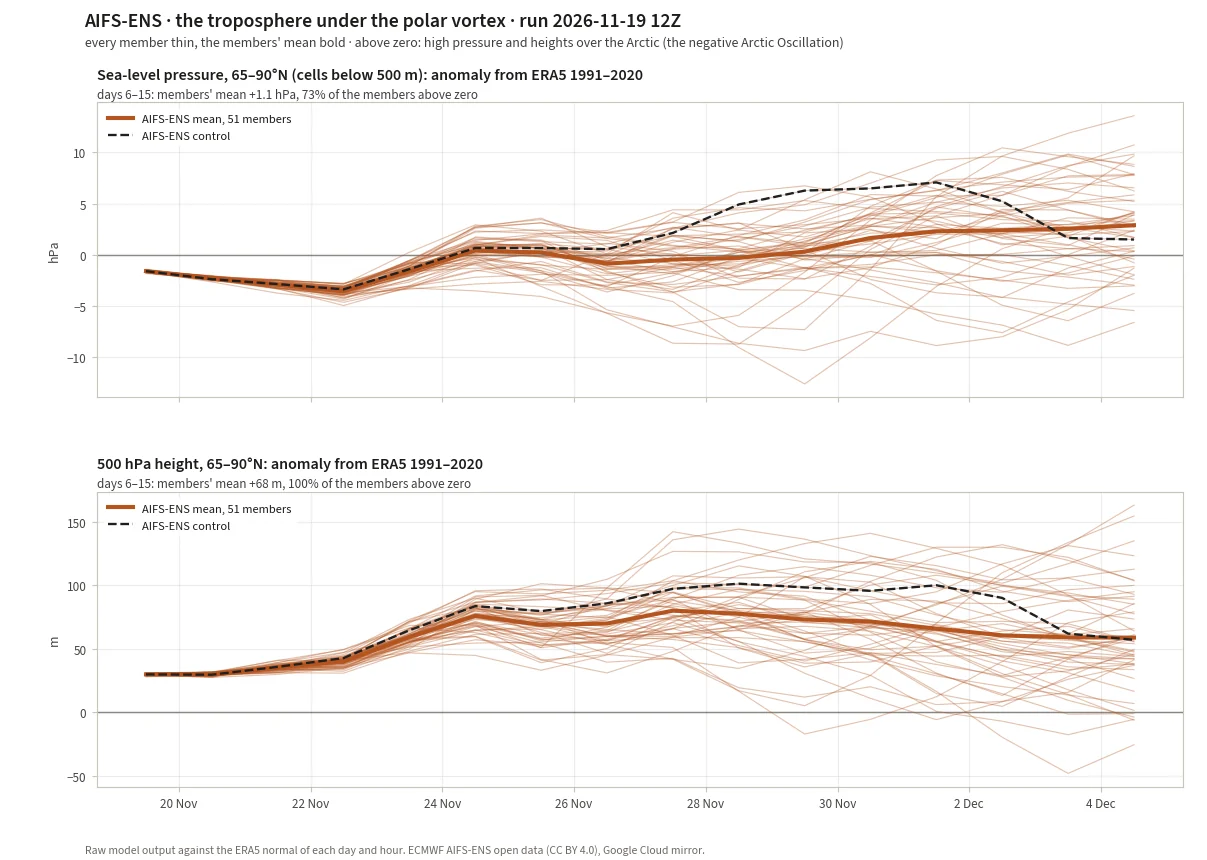 AIFS-ENS · the troposphere under the polar vortex · run 2026-11-19 12Z
every member thin, the members' mean bold · above zero: high pressure and heights over the Arctic (the negative Arctic Oscillation)
Sea-level pressure, 65–90°N (cells below 500 m): anomaly from ERA5 1991–2020
days 6–15: members' mean +1.1 hPa, 73% of the members above zero
AIFS-ENS mean, 51 members
AIFS-ENS control
10
5
0
−5
−10
hPa
500 hPa height, 65–90°N: anomaly from ERA5 1991–2020
days 6–15: members' mean +68 m, 100% of the members above zero
AIFS-ENS mean, 51 members
AIFS-ENS control
150
100
50
0
−50
m
20 Nov 22 Nov 24 Nov 26 Nov 28 Nov 30 Nov 2 Dec 4 Dec
Raw model output against the ERA5 normal of each day and hour. ECMWF AIFS-ENS open data (CC BY 4.0), Google Cloud mirror.